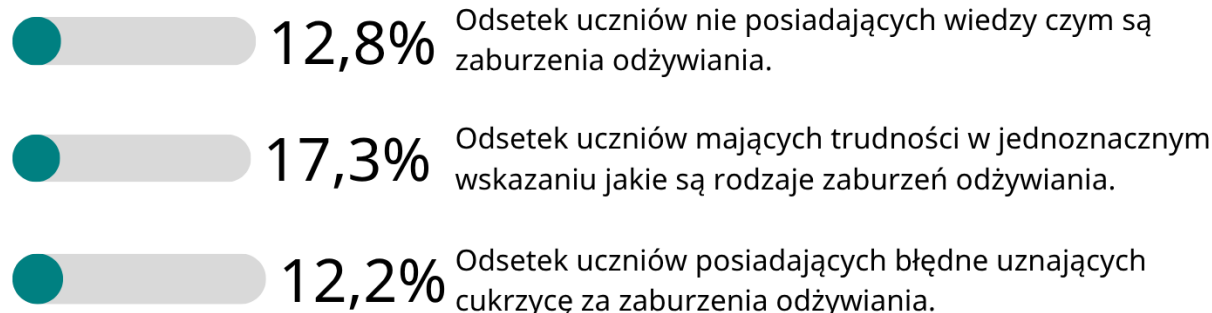 12,8%
Odsetek uczniów nie posiadających wiedzy czym są
zaburzenia odżywiania.
17,3%
Odsetek uczniów mających trudności w jednoznacznym
wskazaniu jakie są rodzaje zaburzeń odżywiania.
12,2%
Odsetek uczniów posiadających błędne uznających
cukrzycę za zaburzenia odżywiania.